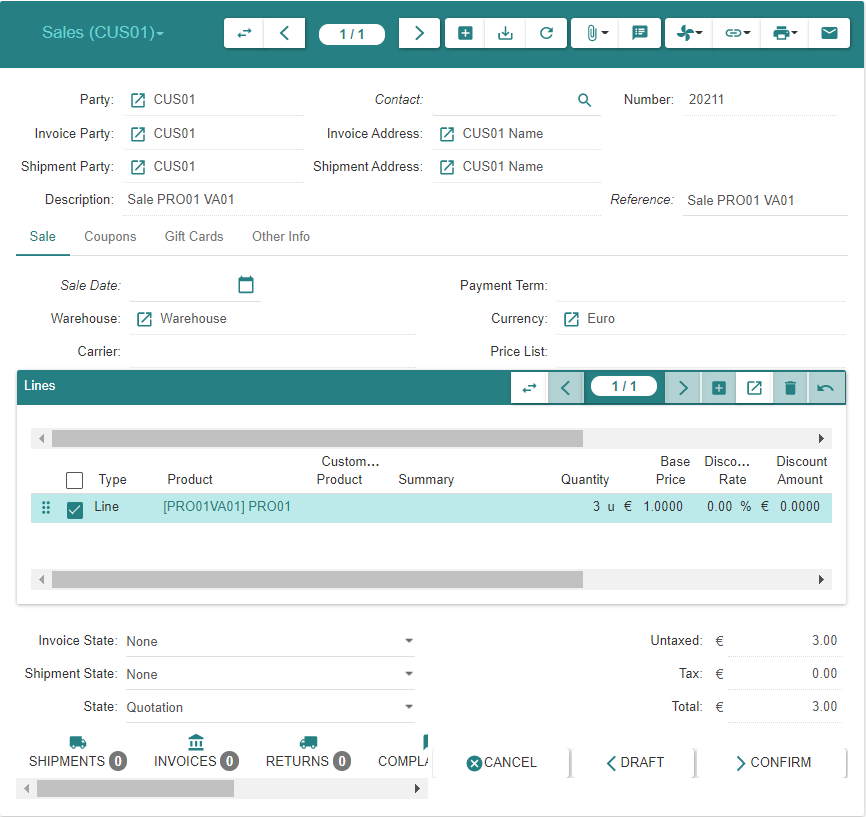 Sales (CUS01)
1 / 1
Party: CUS01 Contact: Number: 20211
Invoice Party: CUS01 Invoice Address: CUS01 Name
Shipment Party: CUS01 Shipment Address: CUS01 Name
Description: Sale PRO01 VA01 Reference: Sale PRO01 VA01
Sale Coupons Gift Cards Other Info
Sale Date: Payment Term:
Warehouse: Warehouse Currency: Euro
Carrier: Price List:
Lines 1 / 1
Type Product Custom... Product Summary Quantity Base Price Disco... Rate Discount Amount
Line [PRO01VA01] PRO01 3 u € 1.0000 0.00 % € 0.0000
Invoice State: None Untaxed: € 3.00
Shipment State: None Tax: € 0.00
State: Quotation Total: € 3.00
SHIPMENTS 0 INVOICES 0 RETURNS 0 COMPLA CANCEL DRAFT CONFIRM